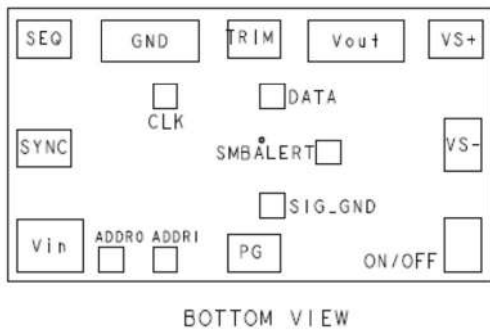 SEQ
GND
TRIM
Vout
VS+
DATA
CLK
SYNC
SMBALERT
VS-
SIG_GND
Vin
ADDR0
ADDR1
PG
ON/OFF
BOTTOM VIEW